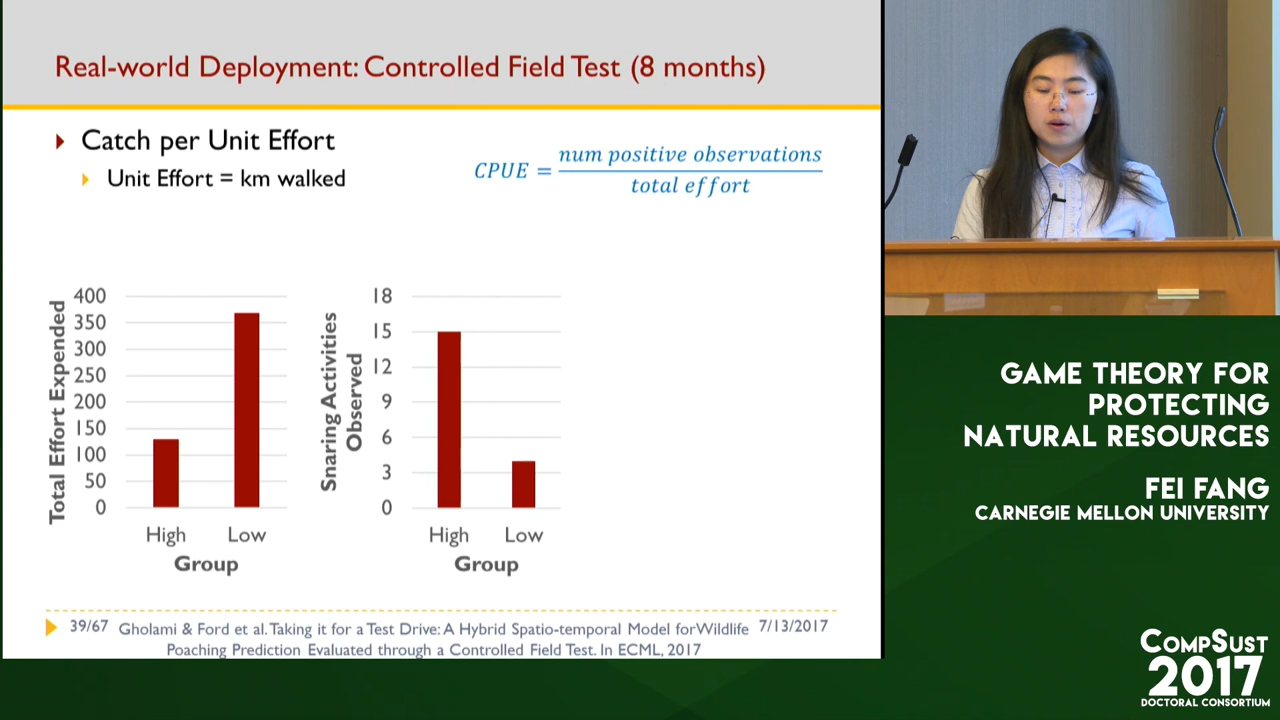 Real-world Deployment: Controlled Field Test (8 months)
Catch per Unit Effort
Unit Effort = km walked
CPUE = num positive observations
total effort
Total Effort Expended
400
350
300
250
200
150
100
50
0
High Low
Group
Snaring Activities
Observed
18
15
12
9
6
3
0
High Low
Group
39/67
Gholami & Ford et al. Taking it for a Test Drive: A Hybrid Spatio-temporal Model for Wildlife
Poaching Prediction Evaluated through a Controlled Field Test. In ECML, 2017
7/13/2017
GAME THEORY FOR
PROTECTING
NATURAL RESOURCES
FEI FANG
CARNEGIE MELLON UNIVERSITY
COMPSUST
2017
DOCTORAL CONSORTIUM